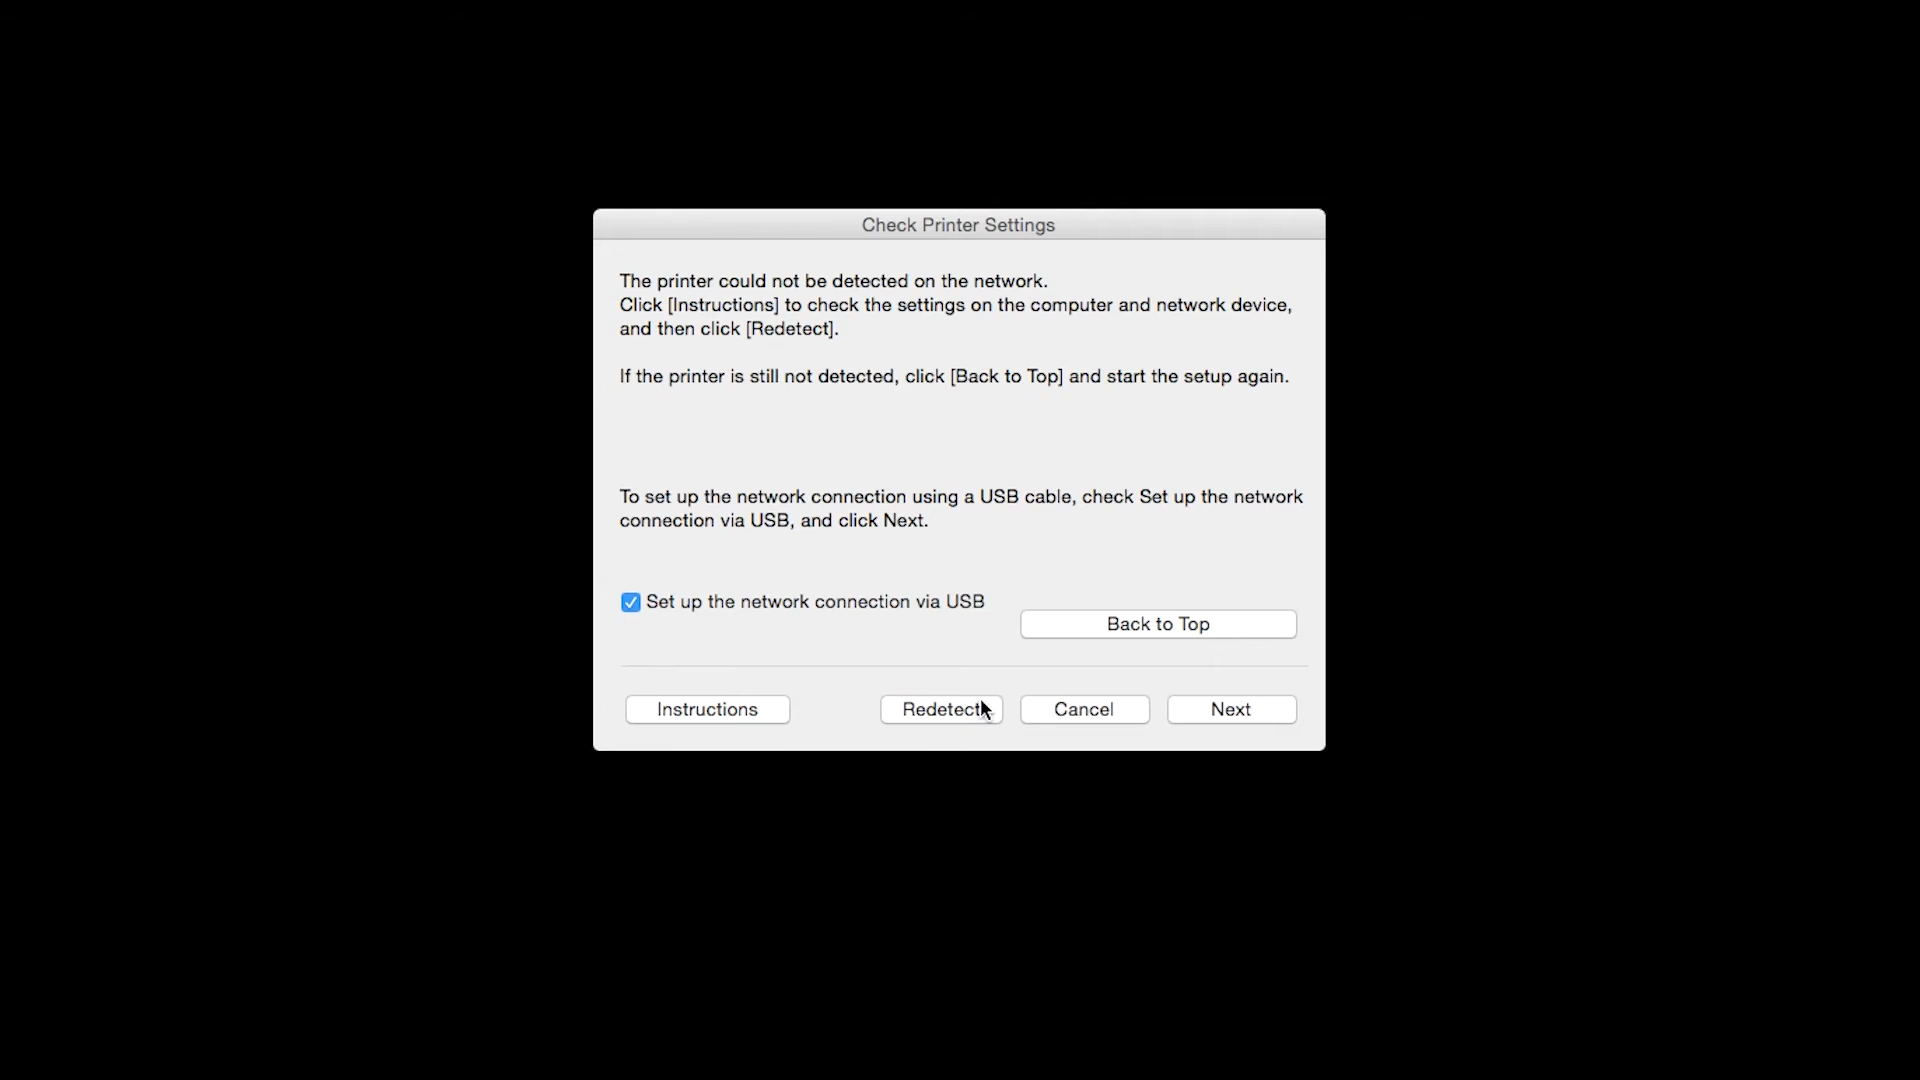 Check Printer Settings
The printer could not be detected on the network.
Click [Instructions] to check the settings on the computer and network device,
and then click [Redetect].
If the printer is still not detected, click [Back to Top] and start the setup again.
To set up the network connection using a USB cable, check Set up the network
connection via USB, and click Next.
Set up the network connection via USB
Back to Top
Instructions
Redetect
Cancel
Next